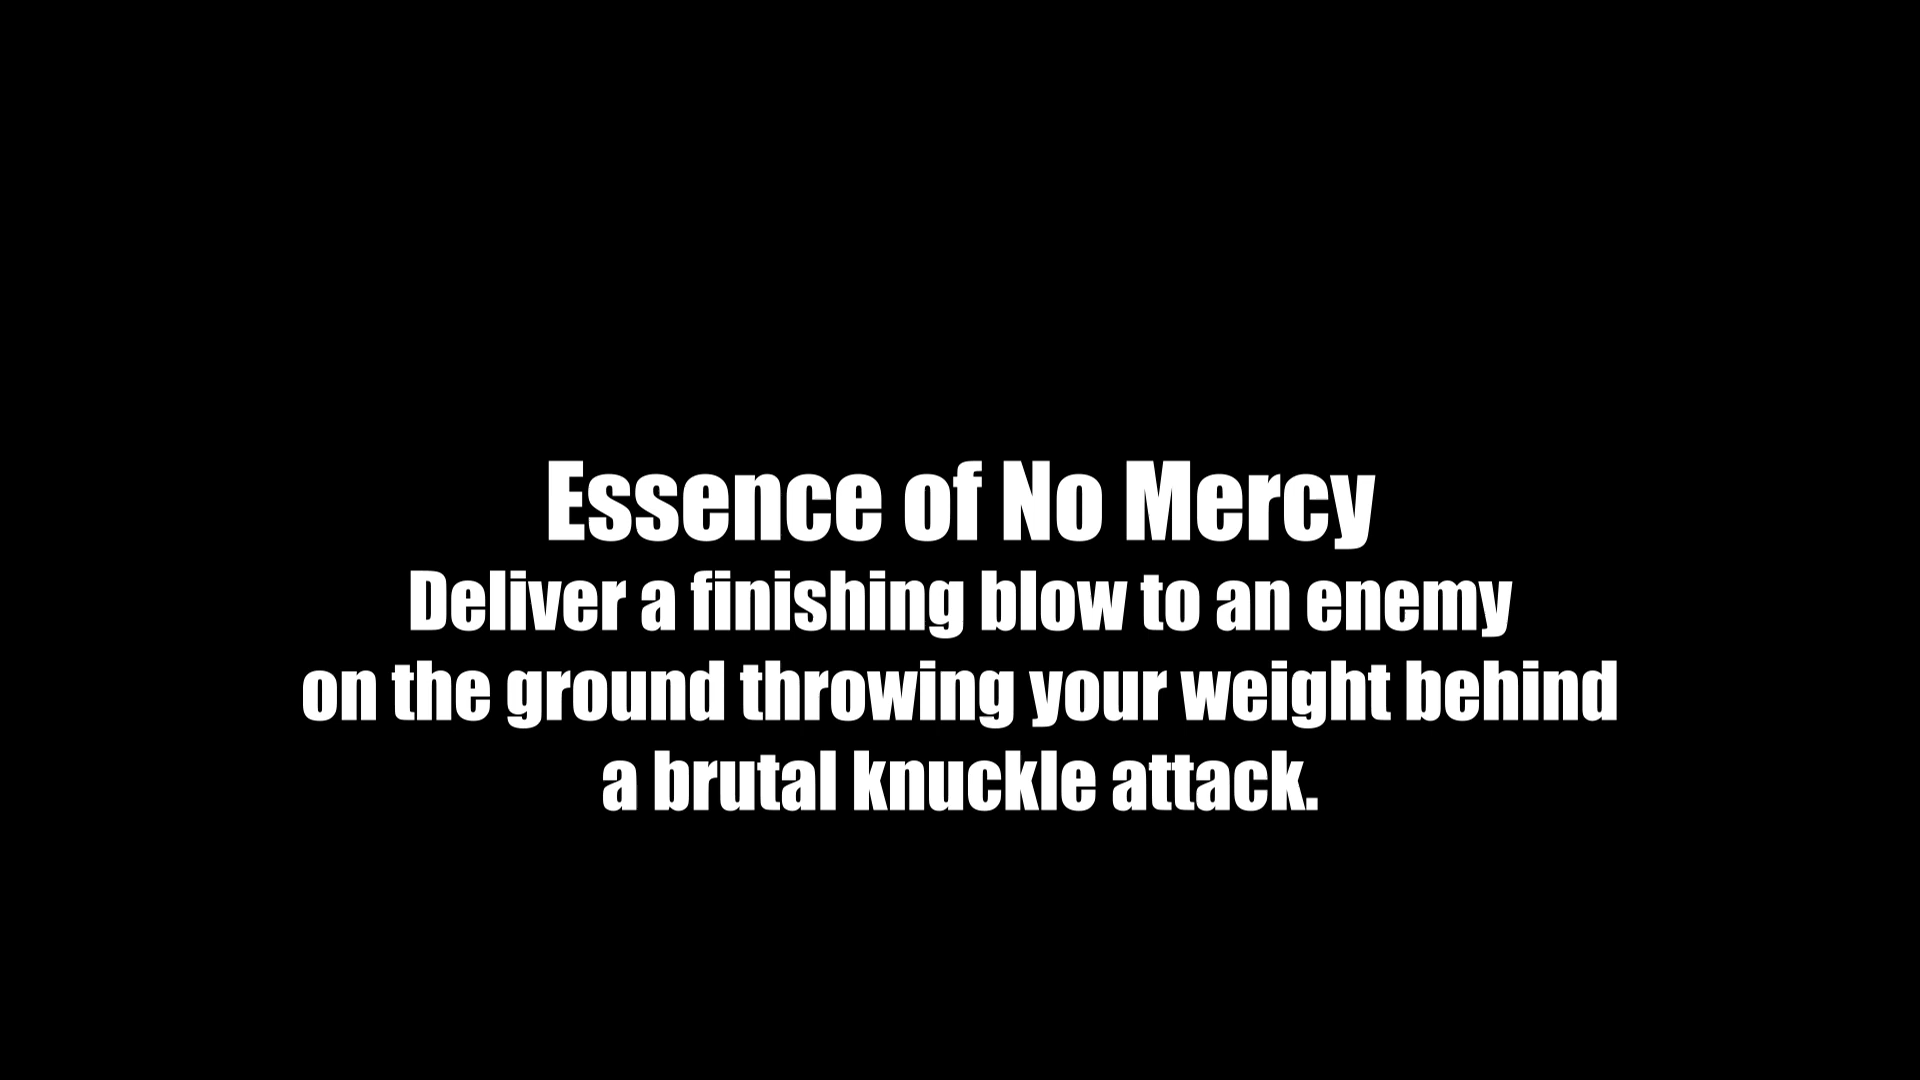 Essence of No Mercy
Deliver a finishing blow to an enemy
on the ground throwing your weight behind
a brutal knuckle attack.